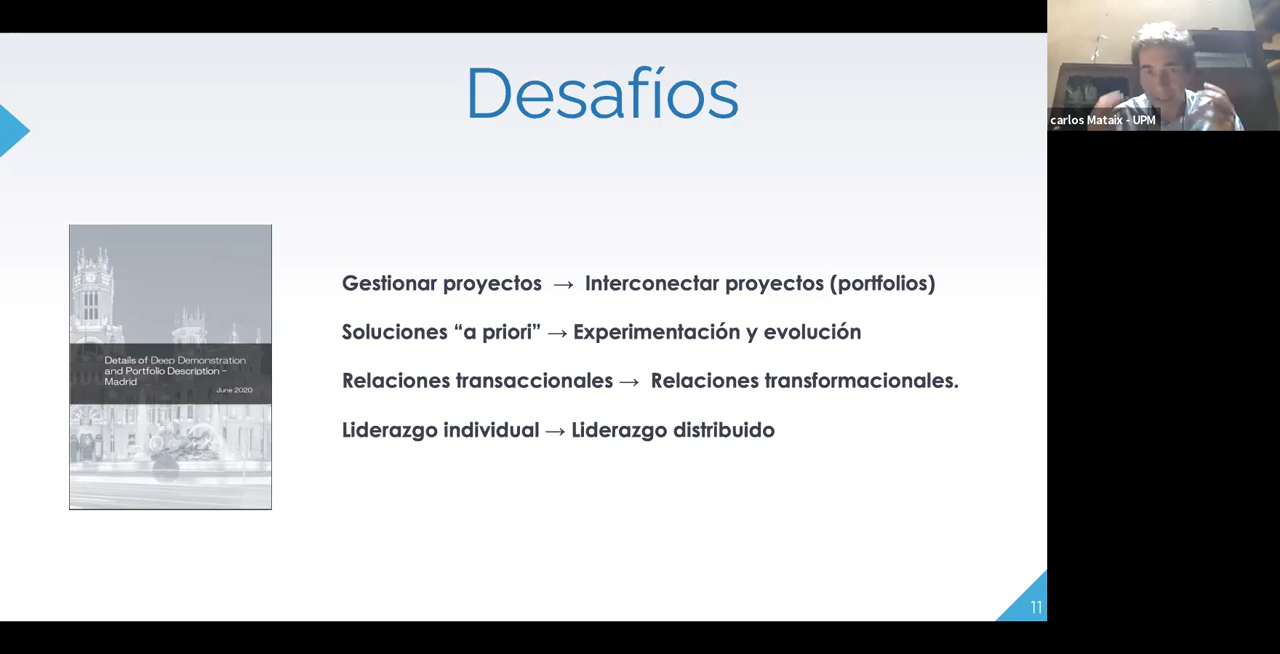 Desafíos
carlos Mataix - UPM
Details of Deep Demonstration
and Portfolio Description –
Madrid
June 2020
Gestionar proyectos → Interconectar proyectos (portfolios)
Soluciones “a priori” → Experimentación y evolución
Relaciones transaccionales → Relaciones transformacionales.
Liderazgo individual → Liderazgo distribuido
11